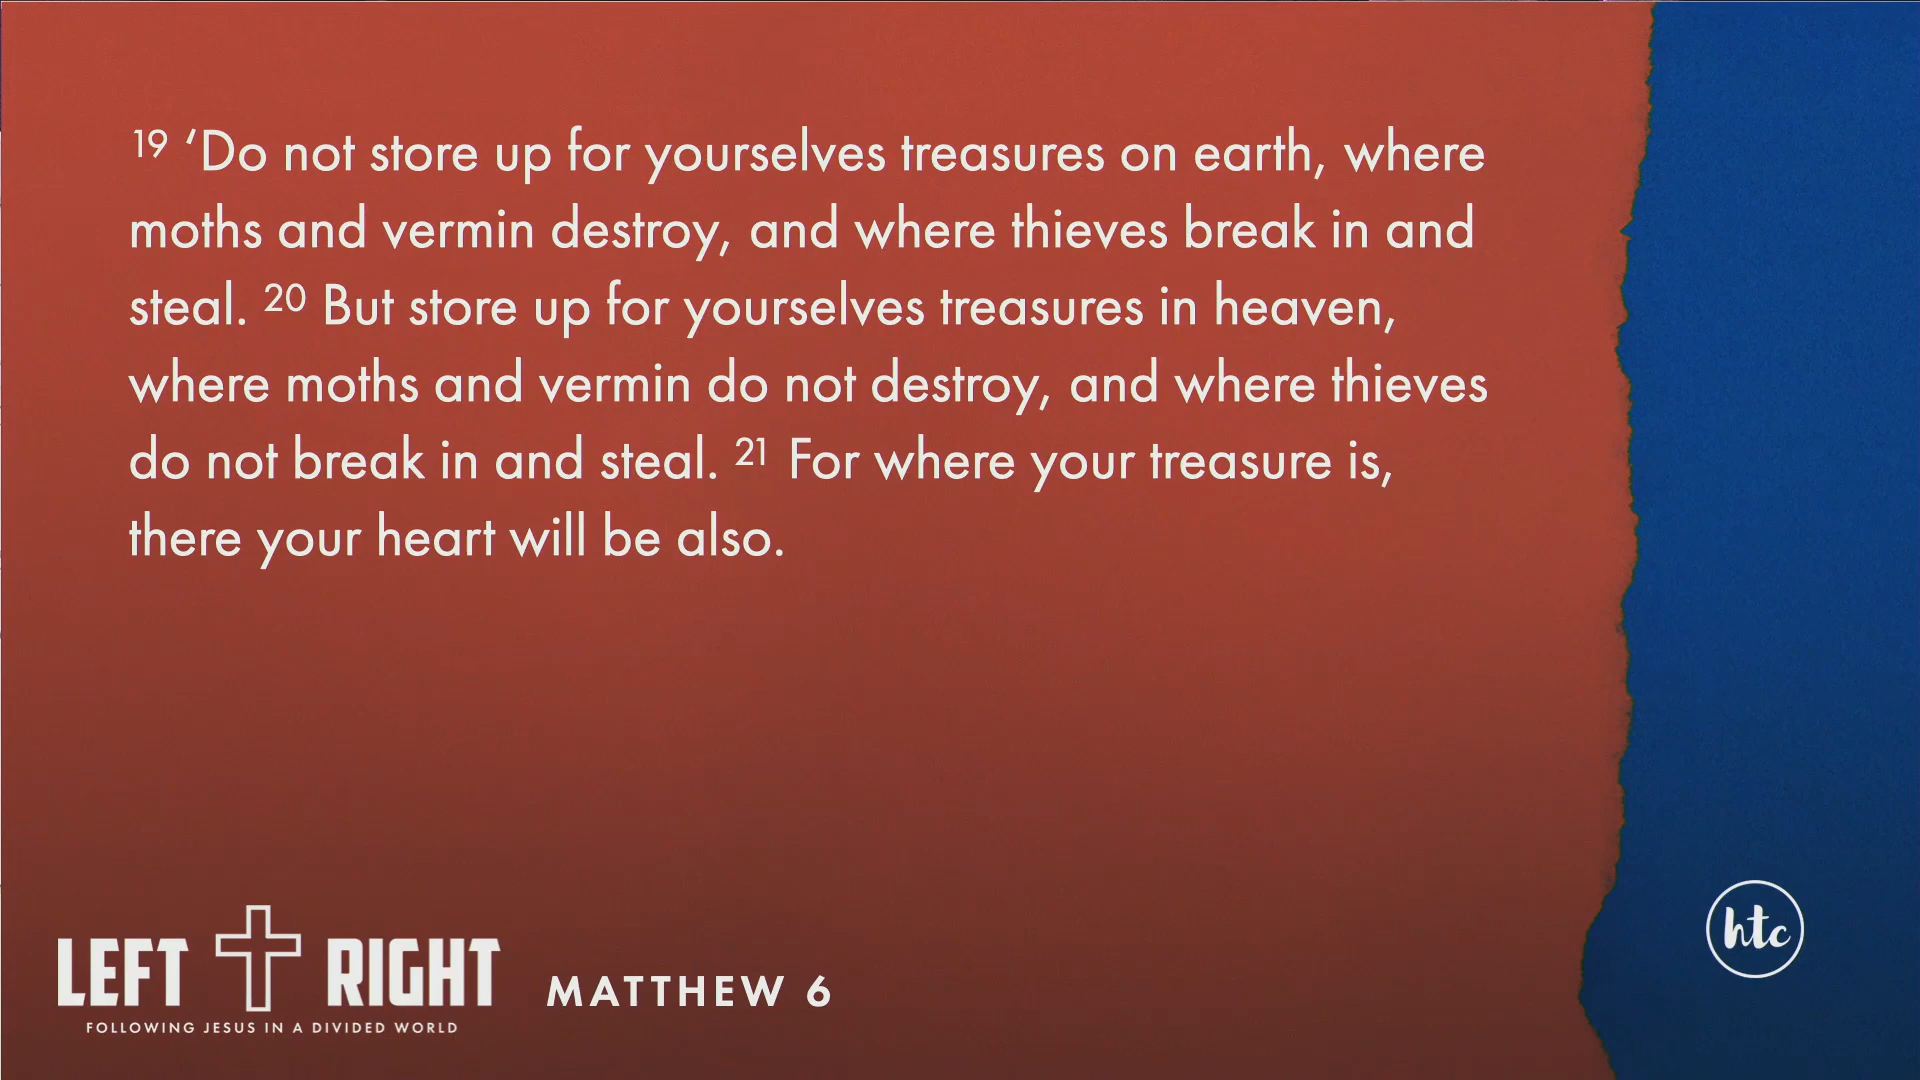 19 ‘Do not store up for yourselves treasures on earth, where
moths and vermin destroy, and where thieves break in and
steal. 20 But store up for yourselves treasures in heaven,
where moths and vermin do not destroy, and where thieves
do not break in and steal. 21 For where your treasure is,
there your heart will be also.
LEFT RIGHT
FOLLOWING JESUS IN A DIVIDED WORLD
MATTHEW 6
htc